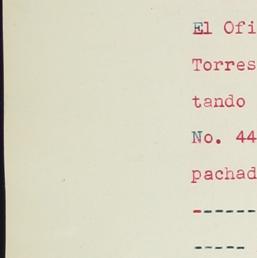 El Ofi
Torres
tando
No. 44
pachad
------
-----